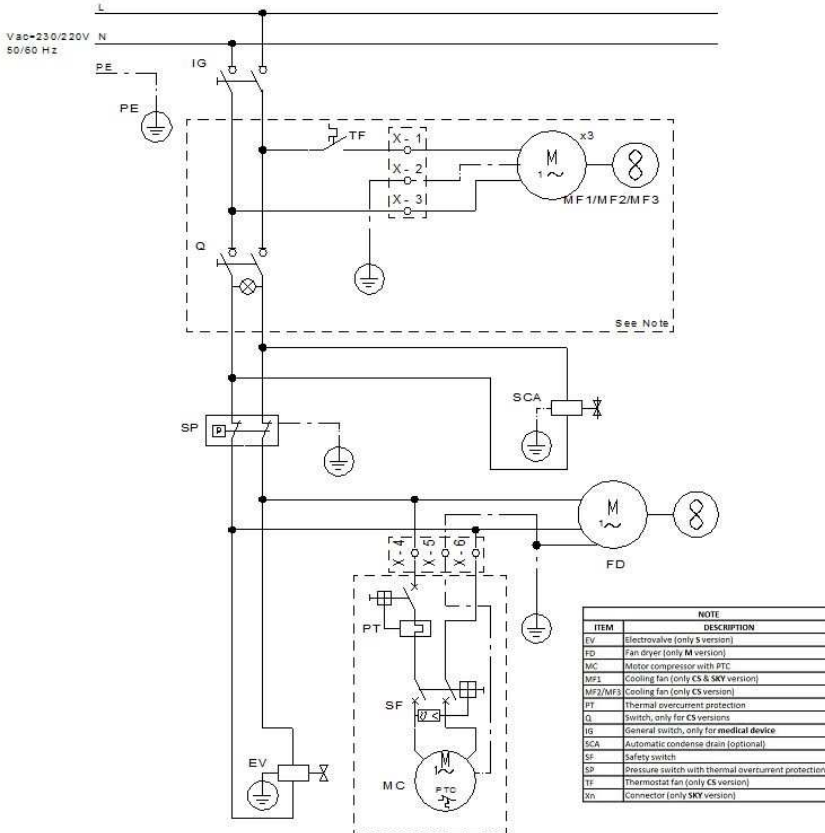 L
Vac=230/220V N
50/60 Hz
PE
IG
PE
TF
X - 1
x3
M
1~
X - 2
X - 3
MF1/MF2/MF3
Q
See Note
SCA
SP
P
M
1~
X - 4
X - 5
X - 6
FD
PT
SF
EV
MC
M
1~
PTC
NOTE
ITEM DESCRIPTION
EV Electrovalve (only S version)
FD Fan dryer (only M version)
MC Motor compressor with PTC
MF1 Cooling fan (only CS & SKY version)
MF2/MF3 Cooling fan (only CS version)
PT Thermal overcurrent protection
Q Switch, only for CS versions
IG General switch, only for medical device
SCA Automatic condense drain (optional)
SF Safety switch
SP Pressure switch with thermal overcurrent protection
TF Thermostat fan (only CS version)
Xn Connector (only SKY version)